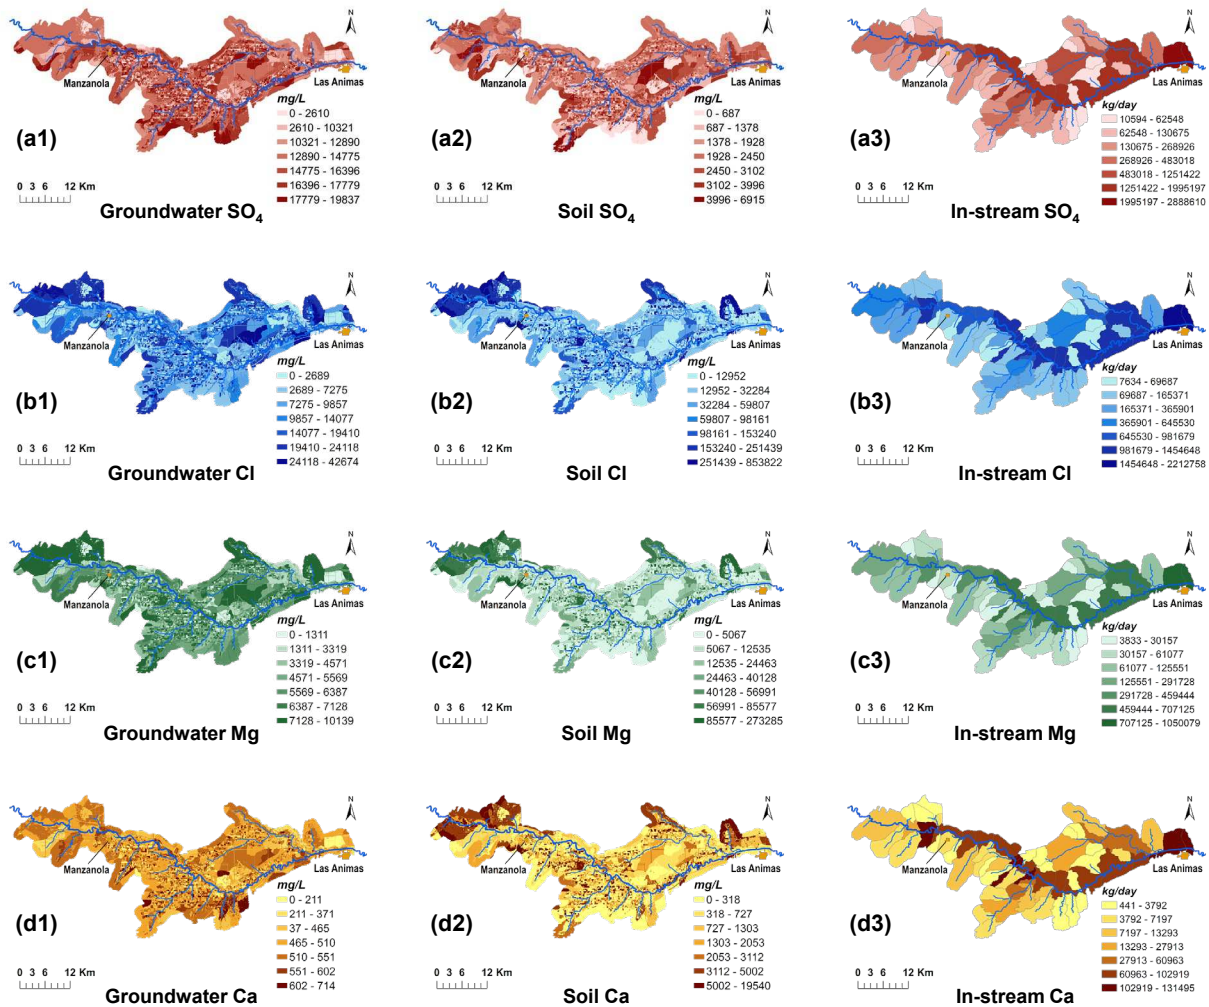 N
Manzanola
Las Animas
mg/L
0 - 2610
2610 - 10321
10321 - 12890
12890 - 14775
14775 - 16396
16396 - 17779
17779 - 19837
(a1)
0 3 6 12 Km
Groundwater SO₄
N
Manzanola
Las Animas
mg/L
0 - 687
687 - 1378
1378 - 1928
1928 - 2450
2450 - 3102
3102 - 3996
3996 - 6915
(a2)
0 3 6 12 Km
Soil SO₄
N
Manzanola
Las Animas
kg/day
10594 - 62548
62548 - 130675
130675 - 268926
268926 - 483018
483018 - 1251422
1251422 - 1995197
1995197 - 2888610
(a3)
0 3 6 12 Km
In-stream SO₄
N
Manzanola
Las Animas
mg/L
0 - 2689
2689 - 7275
7275 - 9857
9857 - 14077
14077 - 19410
19410 - 24118
24118 - 42674
(b1)
0 3 6 12 Km
Groundwater Cl
N
Manzanola
Las Animas
mg/L
0 - 12952
12952 - 32284
32284 - 59807
59807 - 98161
98161 - 153240
153240 - 251439
251439 - 853822
(b2)
0 3 6 12 Km
Soil Cl
N
Manzanola
Las Animas
kg/day
7634 - 69687
69687 - 165371
165371 - 365901
365901 - 645530
645530 - 981679
981679 - 1454648
1454648 - 2212758
(b3)
0 3 6 12 Km
In-stream Cl
N
Manzanola
Las Animas
mg/L
0 - 1311
1311 - 3319
3319 - 4571
4571 - 5569
5569 - 6387
6387 - 7128
7128 - 10139
(c1)
0 3 6 12 Km
Groundwater Mg
N
Manzanola
Las Animas
mg/L
0 - 5067
5067 - 12535
12535 - 24463
24463 - 40128
40128 - 56991
56991 - 85577
85577 - 273285
(c2)
0 3 6 12 Km
Soil Mg
N
Manzanola
Las Animas
kg/day
3833 - 30157
30157 - 61077
61077 - 125551
125551 - 291728
291728 - 459444
459444 - 707125
707125 - 1050079
(c3)
0 3 6 12 Km
In-stream Mg
N
Manzanola
Las Animas
mg/L
0 - 211
211 - 371
37 - 465
465 - 510
510 - 551
551 - 602
602 - 714
(d1)
0 3 6 12 Km
Groundwater Ca
N
Manzanola
Las Animas
mg/L
0 - 318
318 - 727
727 - 1303
1303 - 2053
2053 - 3112
3112 - 5002
5002 - 19540
(d2)
0 3 6 12 Km
Soil Ca
N
Manzanola
Las Animas
kg/day
441 - 3792
3792 - 7197
7197 - 13293
13293 - 27913
27913 - 60963
60963 - 102919
102919 - 131495
(d3)
0 3 6 12 Km
In-stream Ca